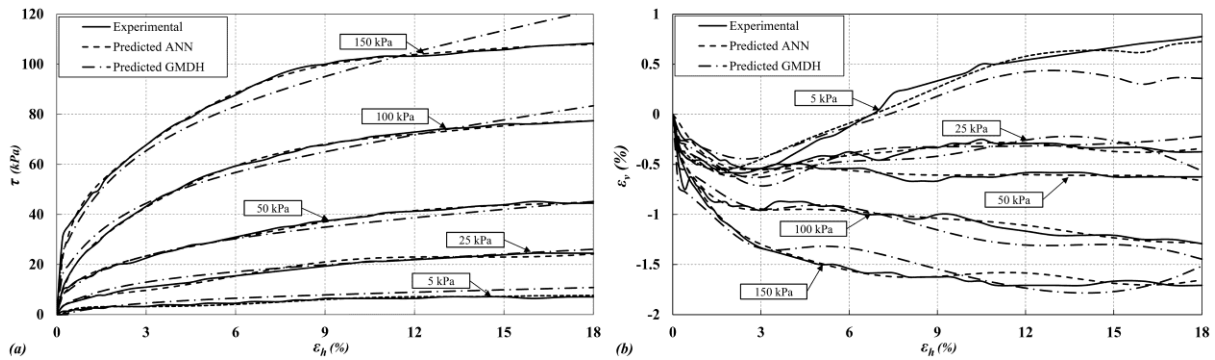 120
100
80
60
40
20
0
τ (kPa)
Experimental
Predicted ANN
Predicted GMDH
150 kPa
100 kPa
50 kPa
25 kPa
5 kPa
0 3 6 9 12 15 18
(a) ε_h (%)
1
0.5
0
-0.5
-1
-1.5
-2
ε_v (%)
Experimental
Predicted ANN
Predicted GMDH
5 kPa
25 kPa
50 kPa
100 kPa
150 kPa
0 3 6 9 12 15 18
(b) ε_h (%)